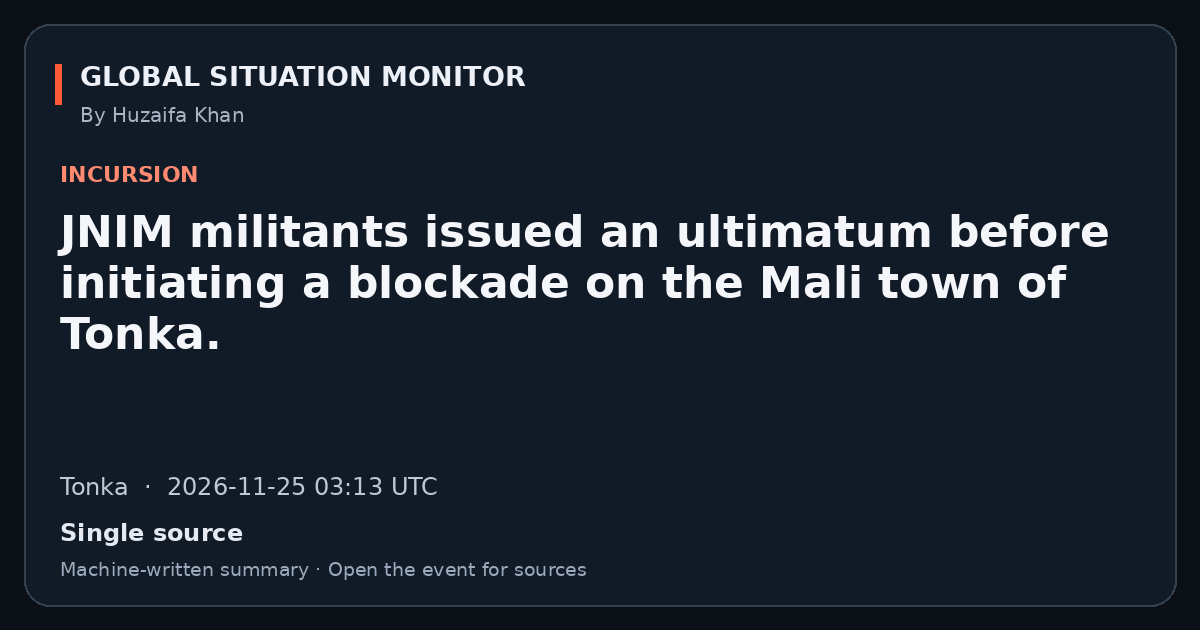 GLOBAL SITUATION MONITOR
By Huzaifa Khan
INCURSION
JNIM militants issued an ultimatum before
initiating a blockade on the Mali town of
Tonka.
Tonka · 2026-11-25 03:13 UTC
Single source
Machine-written summary · Open the event for sources